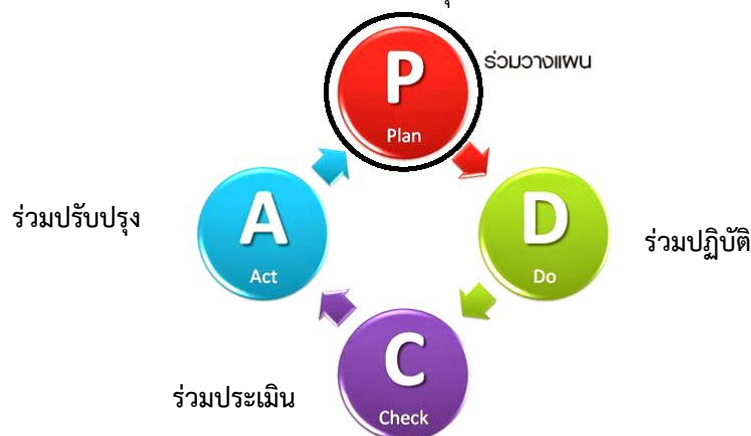 P
Plan
ร่วมวางแผน
A
Act
ร่วมปรับปรุง
D
Do
ร่วมปฏิบัติ
C
Check
ร่วมประเมิน